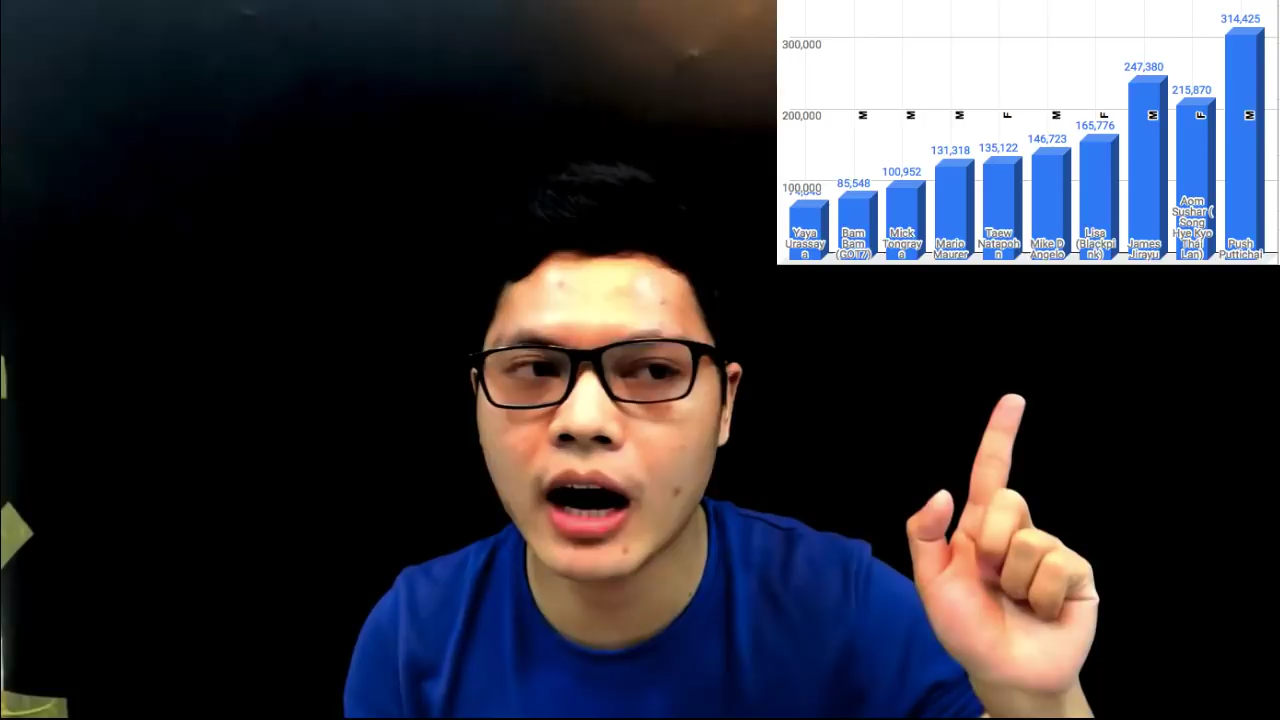 314,425
300,000
247,380
215,870
200,000
M
M
M
F
M
F
M
F
M
165,776
146,723
135,122
131,318
100,952
100,000
85,548
Yaya
Urassay
a
Bam
Bam
(GOT7)
Mick
Tongray
a
Mario
Maurer
Taew
Natapoh
n
Mike D
Angelo
Lisa
(Blackpi
nk)
James
Jirayu
Aom
Sushar (
Song
Hye Kyo
Thai
Lan)
Rush
Puttichai